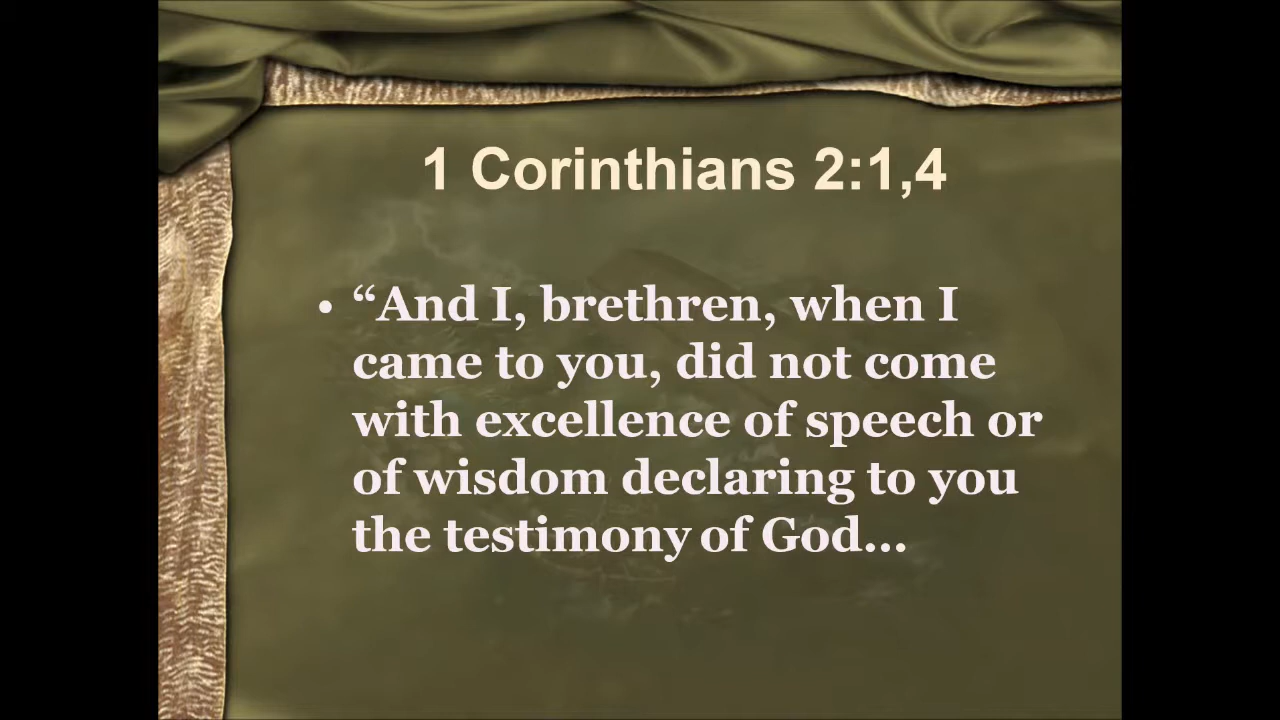 1 Corinthians 2:1,4
• “And I, brethren, when I
came to you, did not come
with excellence of speech or
of wisdom declaring to you
the testimony of God…